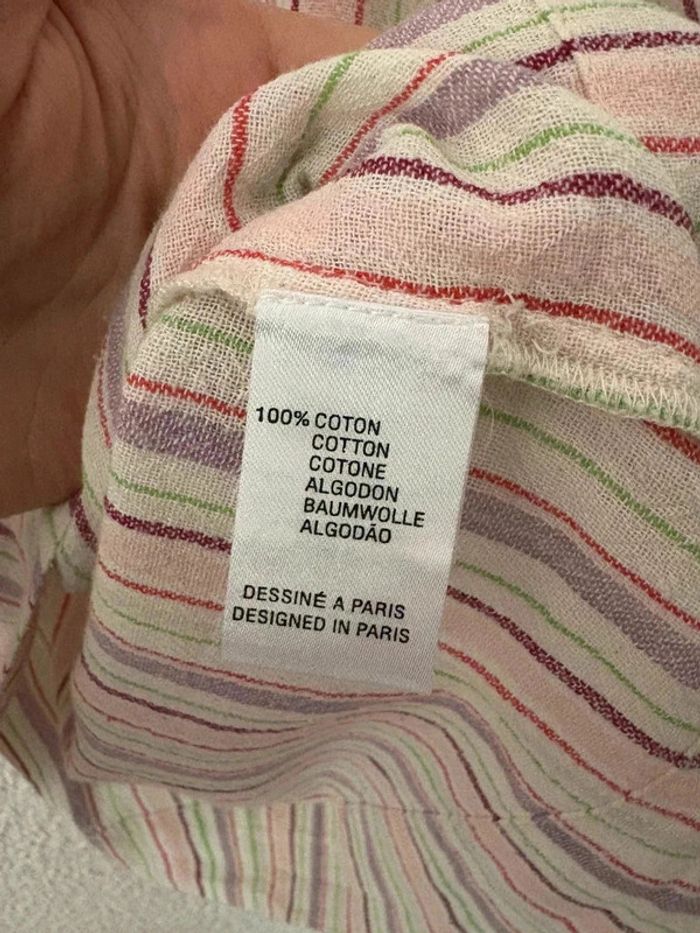 100% COTON
COTTON
COTONE
ALGODON
BAUMWOLLE
ALGODÃO
DESSINÉ A PARIS
DESIGNED IN PARIS